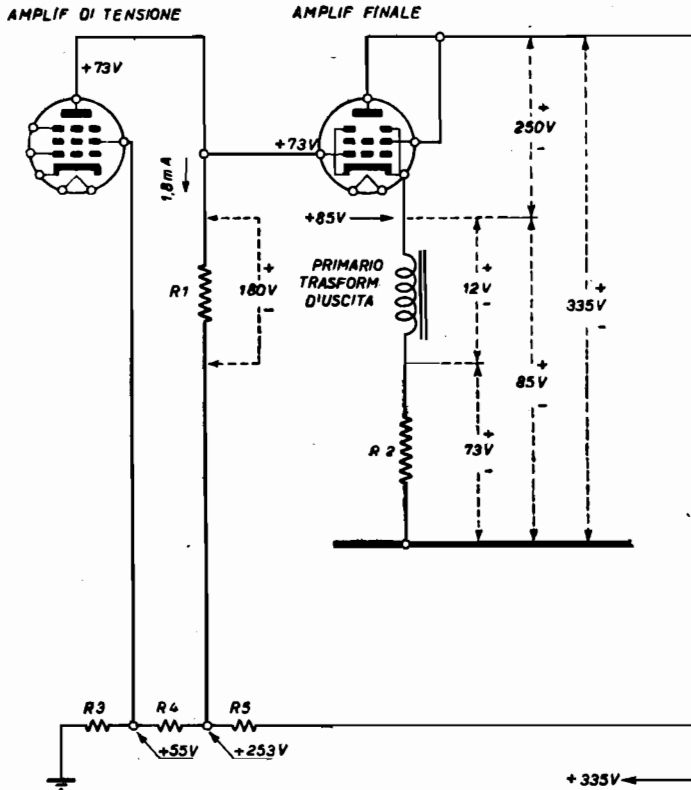 AMPLIF DI TENSIONE
AMPLIF FINALE
+73V
+
250V
-
+73V
1,8mA
+85V
+
180V
-
R1
PRIMARIO
TRASFORM
D'USCITA
+
12V
-
+
335V
-
+
85V
-
R2
+
73V
-
R3
R4
R5
+55V
+253V
+335V